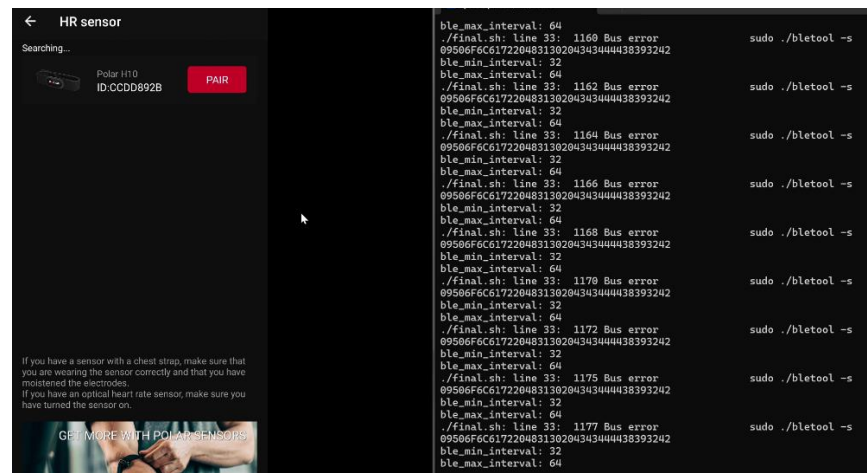 HR sensor
Searching...
Polar H10
ID:CCDD892B
PAIR
If you have a sensor with a chest strap, make sure that
you are wearing the sensor correctly and that you have
moistened the electrodes.
If you have an optical heart rate sensor, make sure you
have turned the sensor on.
GET MORE WITH POLAR SENSORS
ble_max_interval: 64
./final.sh: line 33:  1160 Bus error               sudo ./bletool -s
09506F6C617220483130204343444438393242
ble_min_interval: 32
ble_max_interval: 64
./final.sh: line 33:  1162 Bus error               sudo ./bletool -s
09506F6C617220483130204343444438393242
ble_min_interval: 32
ble_max_interval: 64
./final.sh: line 33:  1164 Bus error               sudo ./bletool -s
09506F6C617220483130204343444438393242
ble_min_interval: 32
ble_max_interval: 64
./final.sh: line 33:  1166 Bus error               sudo ./bletool -s
09506F6C617220483130204343444438393242
ble_min_interval: 32
ble_max_interval: 64
./final.sh: line 33:  1168 Bus error               sudo ./bletool -s
09506F6C617220483130204343444438393242
ble_min_interval: 32
ble_max_interval: 64
./final.sh: line 33:  1170 Bus error               sudo ./bletool -s
09506F6C617220483130204343444438393242
ble_min_interval: 32
ble_max_interval: 64
./final.sh: line 33:  1172 Bus error               sudo ./bletool -s
09506F6C617220483130204343444438393242
ble_min_interval: 32
ble_max_interval: 64
./final.sh: line 33:  1175 Bus error               sudo ./bletool -s
09506F6C617220483130204343444438393242
ble_min_interval: 32
ble_max_interval: 64
./final.sh: line 33:  1177 Bus error               sudo ./bletool -s
09506F6C617220483130204343444438393242
ble_min_interval: 32
ble_max_interval: 64